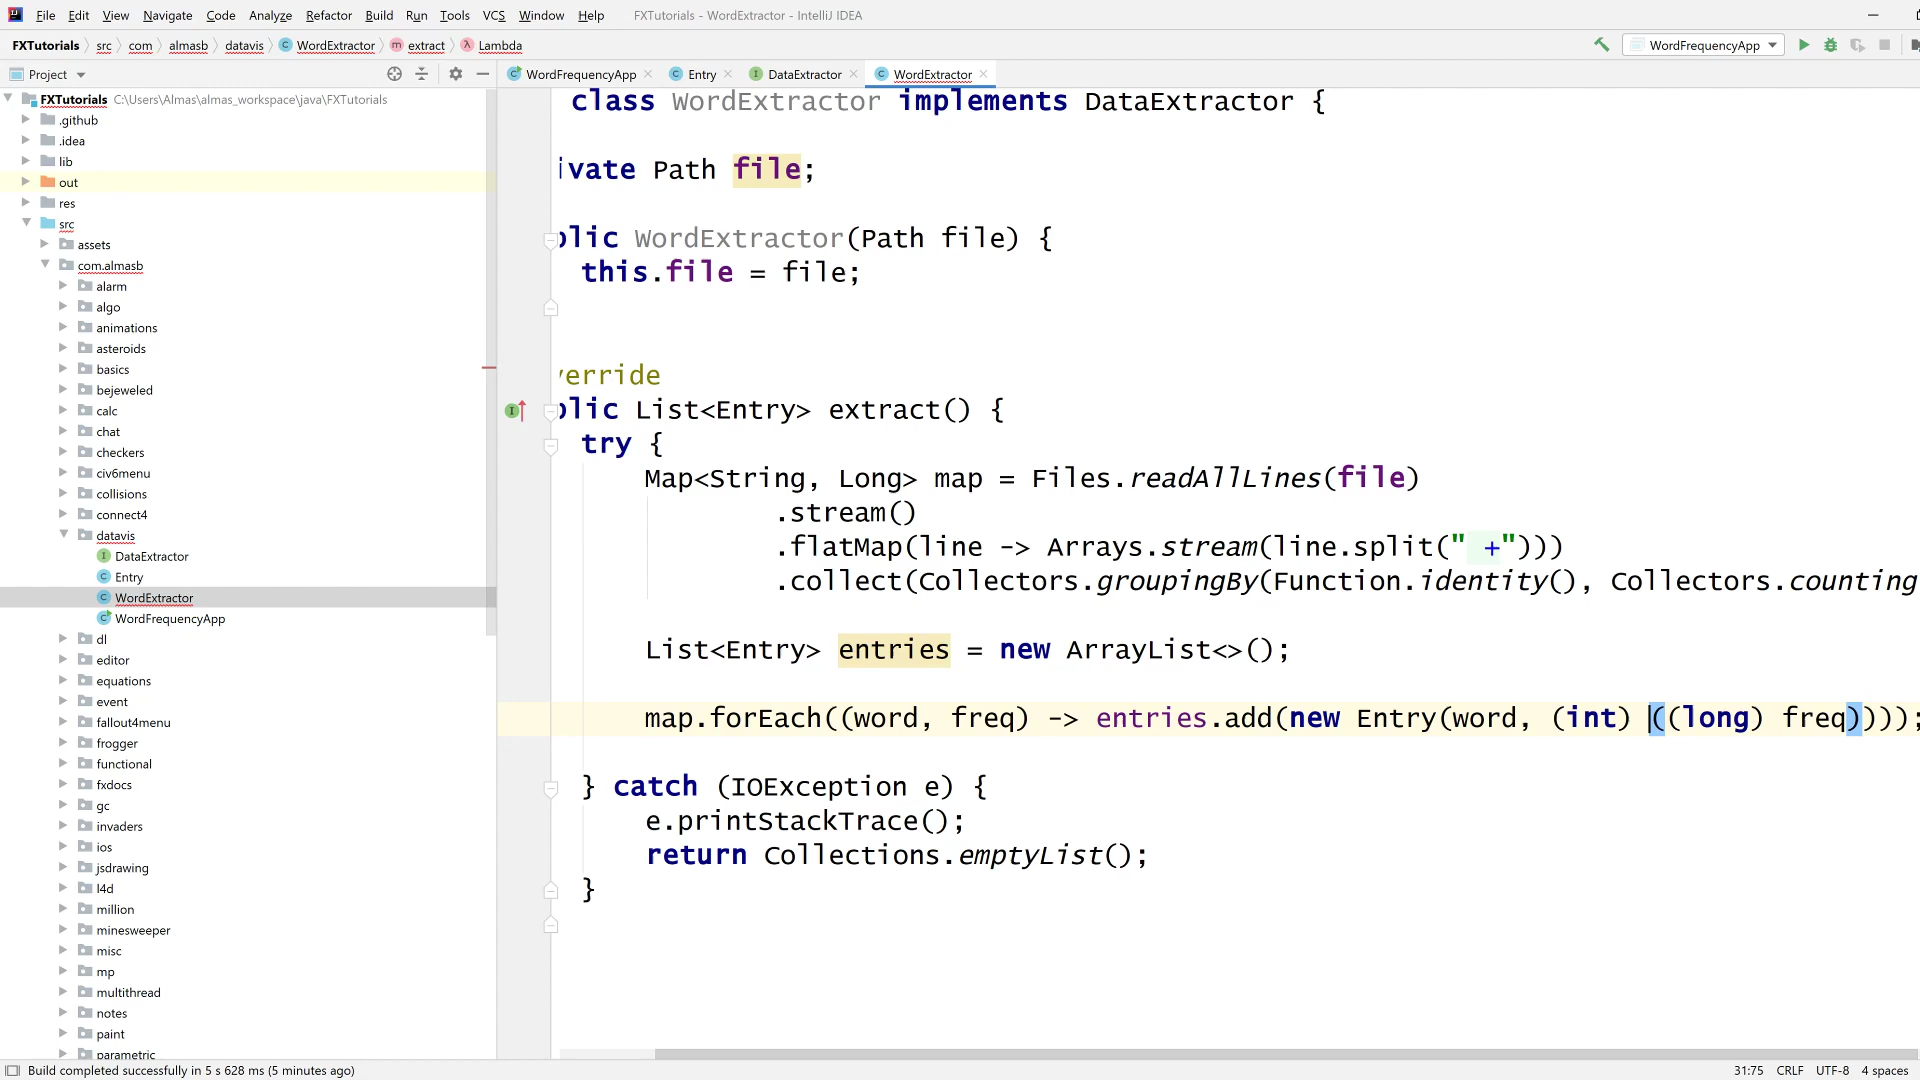 File Edit View Navigate Code Analyze Refactor Build Run Tools VCS Window Help FXTutorials - WordExtractor - IntelliJ IDEA
FXTutorials src com almasb datavis WordExtractor extract Lambda WordFrequencyApp
Project WordFrequencyApp Entry DataExtractor WordExtractor
FXTutorials C:\Users\Almas\almas_workspace\java\FXTutorials
.github
.idea
lib
out
res
src
assets
com.almasb
alarm
algo
animations
asteroids
basics
bejeweled
calc
chat
checkers
civ6menu
collisions
connect4
datavis
DataExtractor
Entry
WordExtractor
WordFrequencyApp
dl
editor
equations
event
fallout4menu
frogger
functional
fxdocs
gc
invaders
ios
jsdrawing
l4d
million
minesweeper
misc
mp
multithread
notes
paint
parametric
class WordExtractor implements DataExtractor {
ivate Path file;
blic WordExtractor(Path file) {
this.file = file;
verride
blic List<Entry> extract() {
try {
Map<String, Long> map = Files.readAllLines(file)
.stream()
.flatMap(line -> Arrays.stream(line.split(" +")))
.collect(Collectors.groupingBy(Function.identity(), Collectors.counting
List<Entry> entries = new ArrayList<>();
map.forEach((word, freq) -> entries.add(new Entry(word, (int) ((long) freq))));
} catch (IOException e) {
e.printStackTrace();
return Collections.emptyList();
}
Build completed successfully in 5 s 628 ms (5 minutes ago) 31:75 CRLF UTF-8 4 spaces